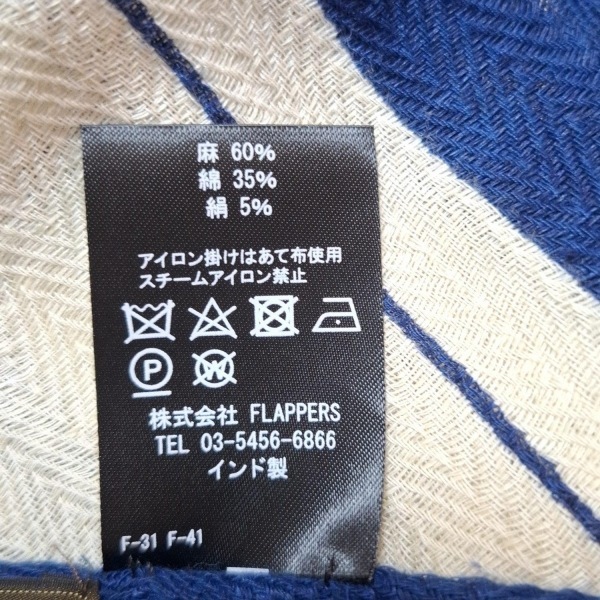 麻 60%
綿 35%
絹 5%
アイロン掛けはあて布使用
スチームアイロン禁止
P W
株式会社 FLAPPERS
TEL 03-5456-6866
インド製
F-31 F-41